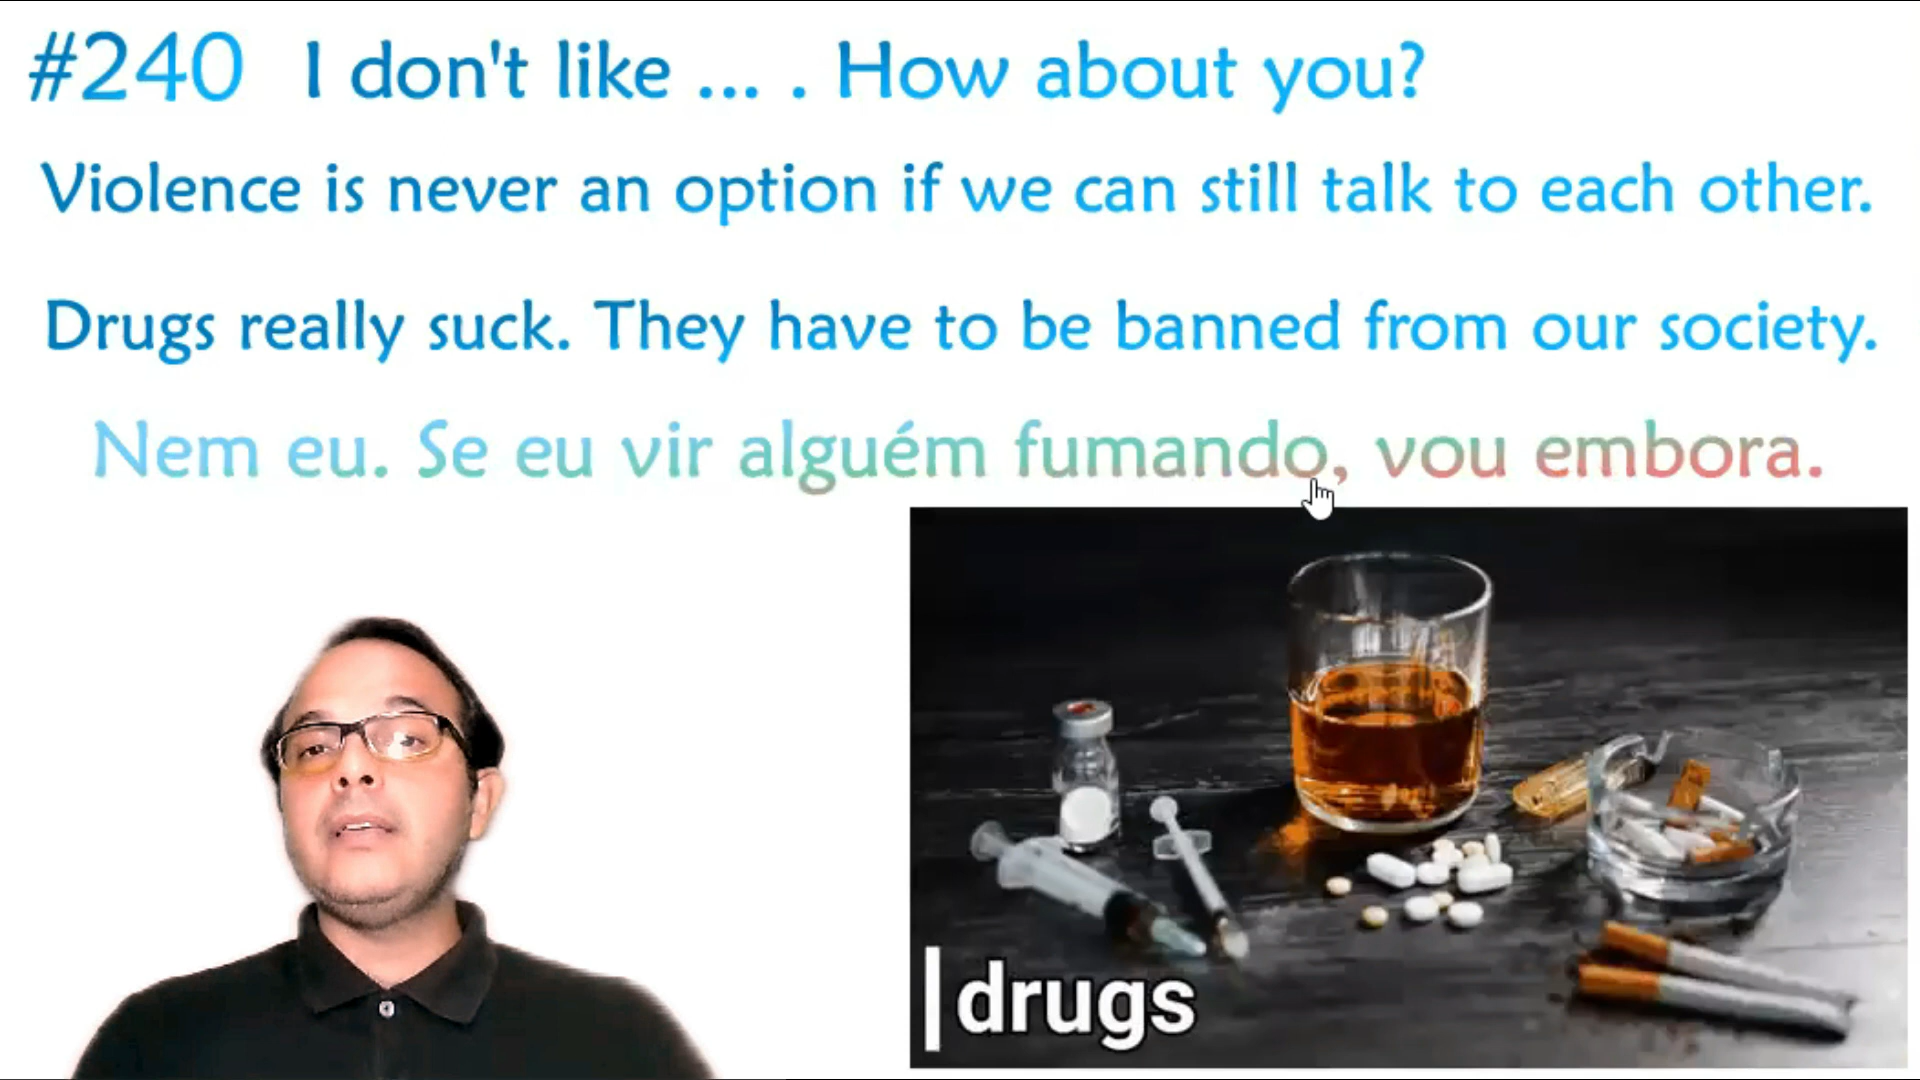 #240 I don't like ... . How about you?
Violence is never an option if we can still talk to each other.
Drugs really suck. They have to be banned from our society.
Nem eu. Se eu vir alguém fumando, vou embora.
drugs